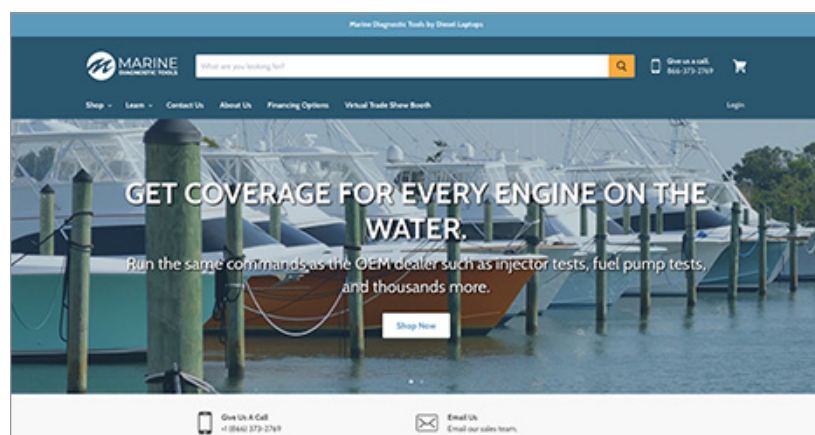 Marine Diagnostic Tools by Diesel Laptops
MARINE
DIAGNOSTIC TOOLS
What are you looking for?
Give us a call.
866-373-2769
Shop
Learn
Contact Us
About Us
Financing Options
Virtual Trade Show Booth
Login
GET COVERAGE FOR EVERY ENGINE ON THE
WATER.
Run the same commands as the OEM dealer such as injector tests, fuel pump tests,
and thousands more.
Shop Now
Give Us A Call
+1 (866) 373-2769
Email Us
Email our sales team.